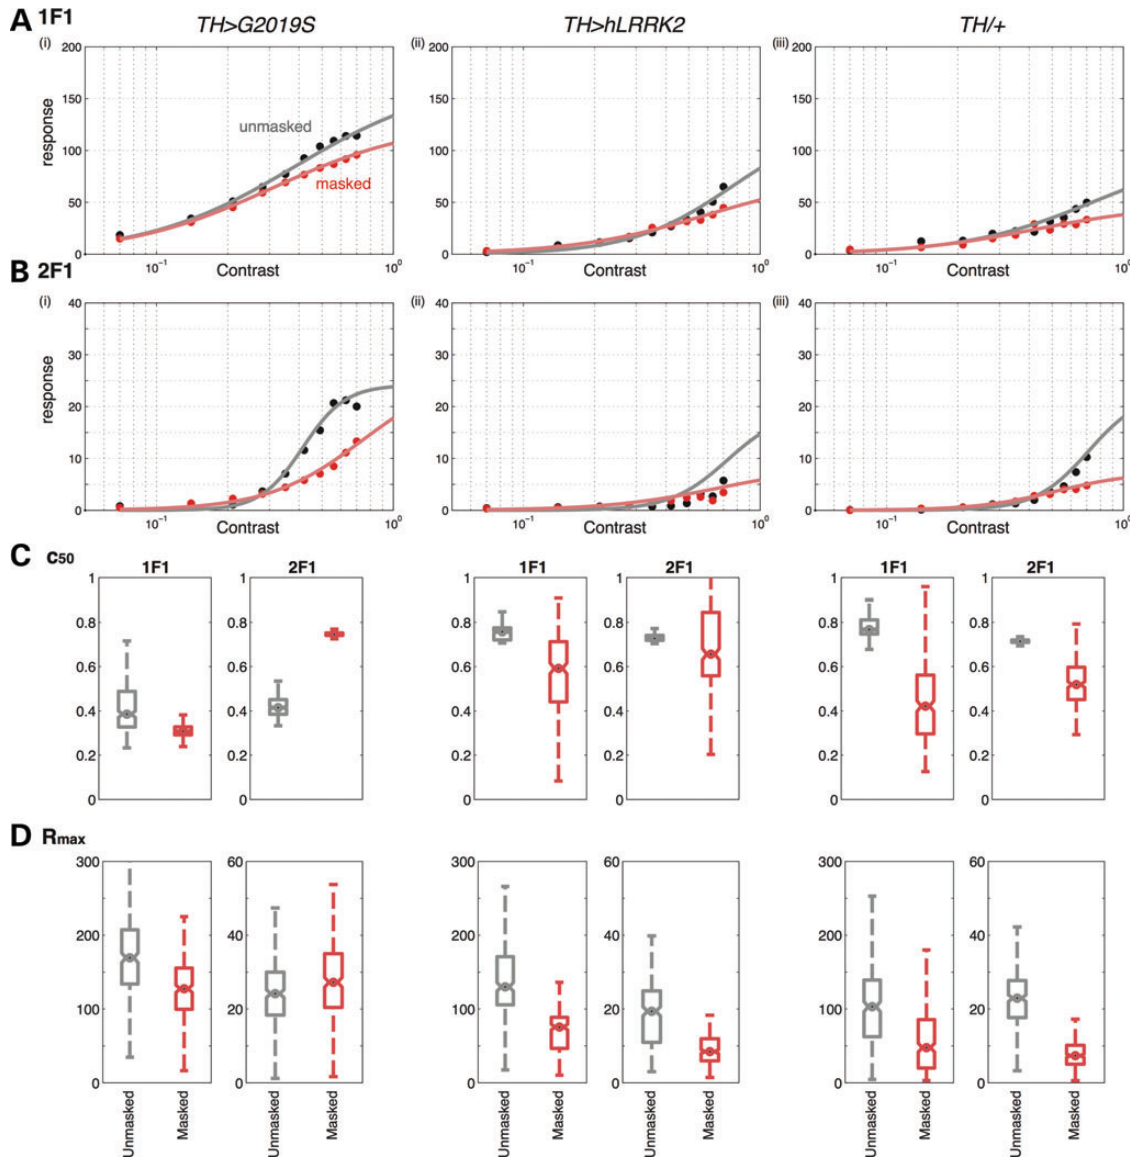 A 1F1 TH>G2019S TH>hLRRK2 TH/+
(i) (ii) (iii)
200 200 200
150 150 150
unmasked
100 100 100
masked
50 50 50
0 0 0
response
10⁻¹ Contrast 10⁰ 10⁻¹ Contrast 10⁰ 10⁻¹ Contrast 10⁰
B 2F1
(i) (ii) (iii)
40 40 40
30 30 30
20 20 20
10 10 10
0 0 0
response
10⁻¹ Contrast 10⁰ 10⁻¹ Contrast 10⁰ 10⁻¹ Contrast 10⁰
C c50
1F1 2F1 1F1 2F1 1F1 2F1
1 1 1 1 1 1
0.8 0.8 0.8 0.8 0.8 0.8
0.6 0.6 0.6 0.6 0.6 0.6
0.4 0.4 0.4 0.4 0.4 0.4
0.2 0.2 0.2 0.2 0.2 0.2
0 0 0 0 0 0
D Rmax
300 60 300 60 300 60
200 40 200 40 200 40
100 20 100 20 100 20
0 0 0 0 0 0
Unmasked Masked Unmasked Masked Unmasked Masked Unmasked Masked Unmasked Masked Unmasked Masked